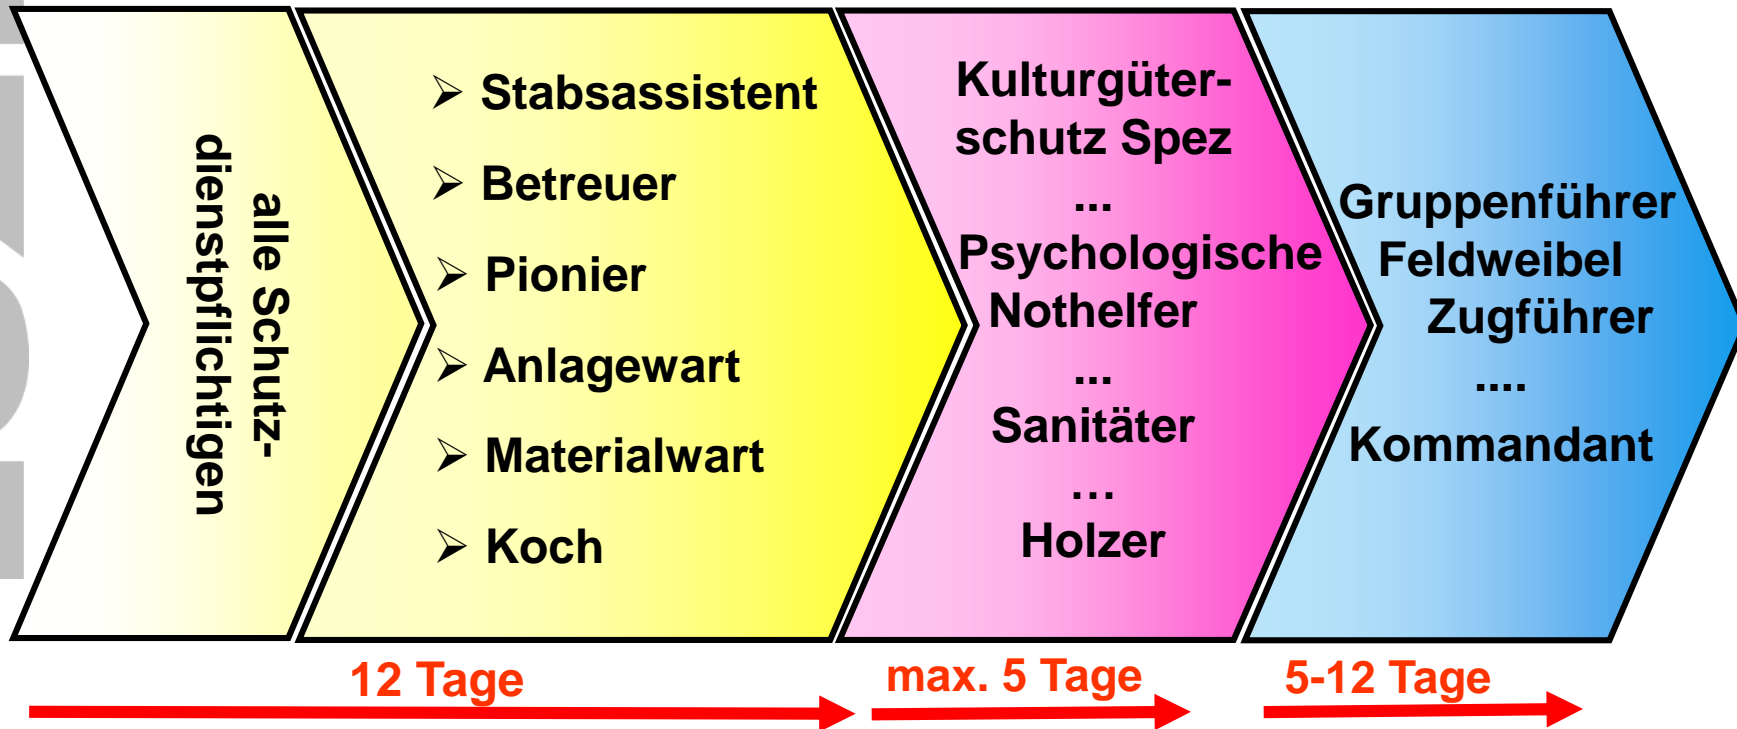 alle Schutz-
dienstpflichtigen
➢ Stabsassistent
➢ Betreuer
➢ Pionier
➢ Anlagewart
➢ Materialwart
➢ Koch
Kulturgüter-
schutz Spez
...
Psychologische
Nothelfer
...
Sanitäter
…
Holzer
Gruppenführer
Feldweibel
Zugführer
....
Kommandant
12 Tage
max. 5 Tage
5-12 Tage